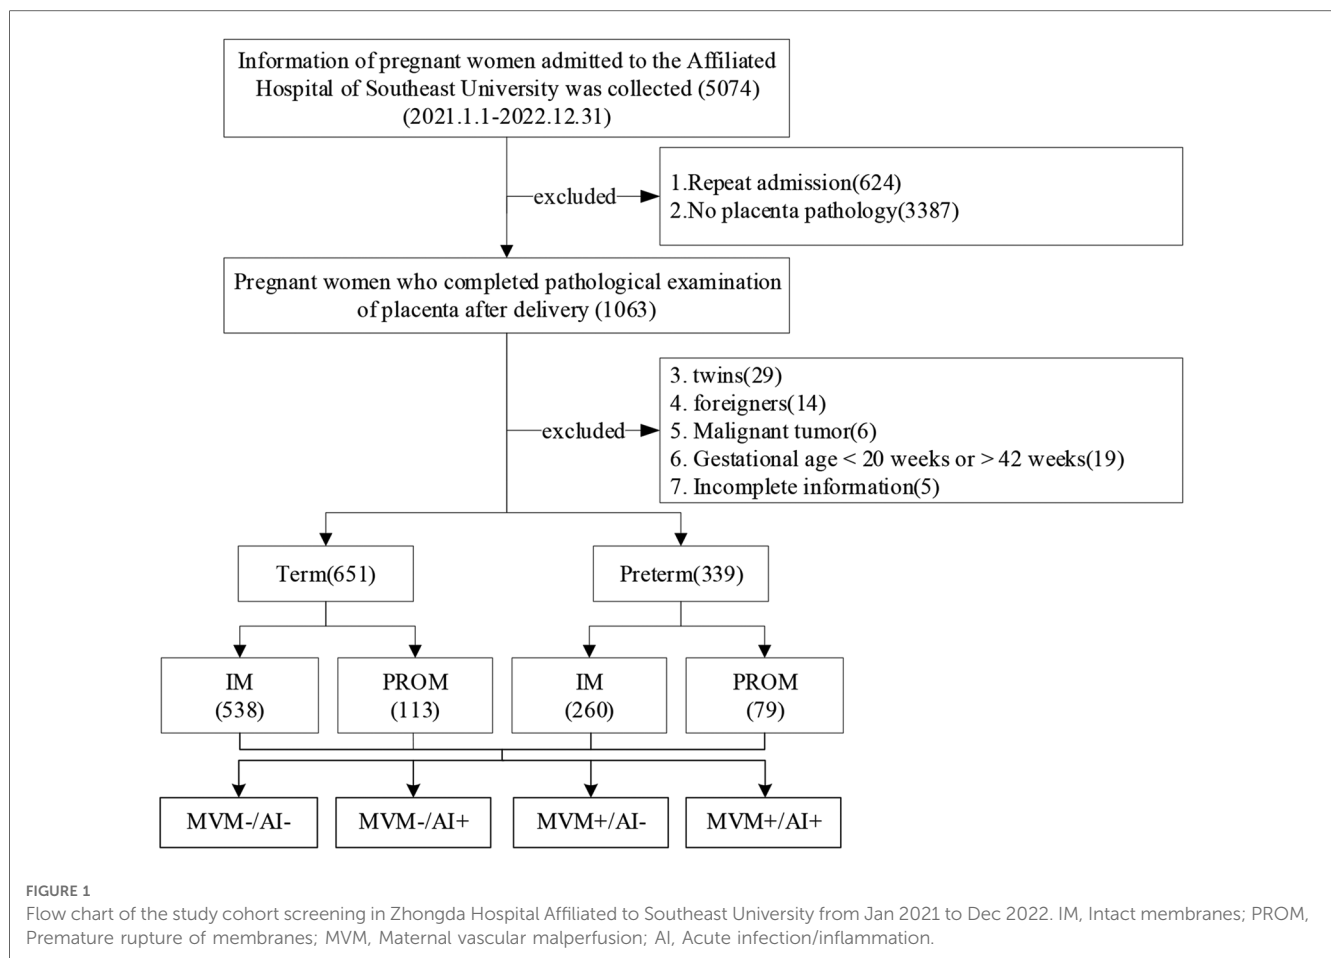 Information of pregnant women admitted to the Affiliated
Hospital of Southeast University was collected (5074)
(2021.1.1-2022.12.31)
excluded
1.Repeat admission(624)
2.No placenta pathology(3387)
Pregnant women who completed pathological examination
of placenta after delivery (1063)
excluded
3. twins(29)
4. foreigners(14)
5. Malignant tumor(6)
6. Gestational age < 20 weeks or > 42 weeks(19)
7. Incomplete information(5)
Term(651)
Preterm(339)
IM
(538)
PROM
(113)
IM
(260)
PROM
(79)
MVM-/AI-
MVM-/AI+
MVM+/AI-
MVM+/AI+
FIGURE 1
Flow chart of the study cohort screening in Zhongda Hospital Affiliated to Southeast University from Jan 2021 to Dec 2022. IM, Intact membranes; PROM,
Premature rupture of membranes; MVM, Maternal vascular malperfusion; AI, Acute infection/inflammation.